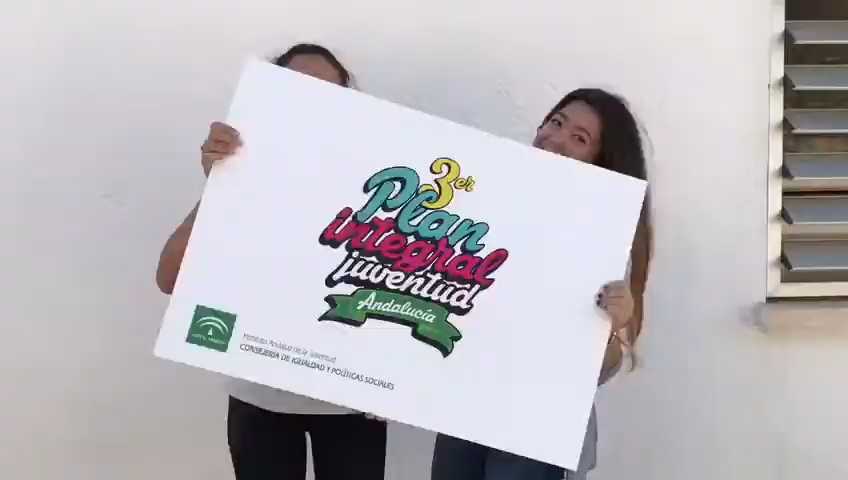 3er
Plan
integral
juventud
Andalucía
Instituto Andaluz de la Juventud
CONSEJERÍA DE IGUALDAD Y POLÍTICAS SOCIALES